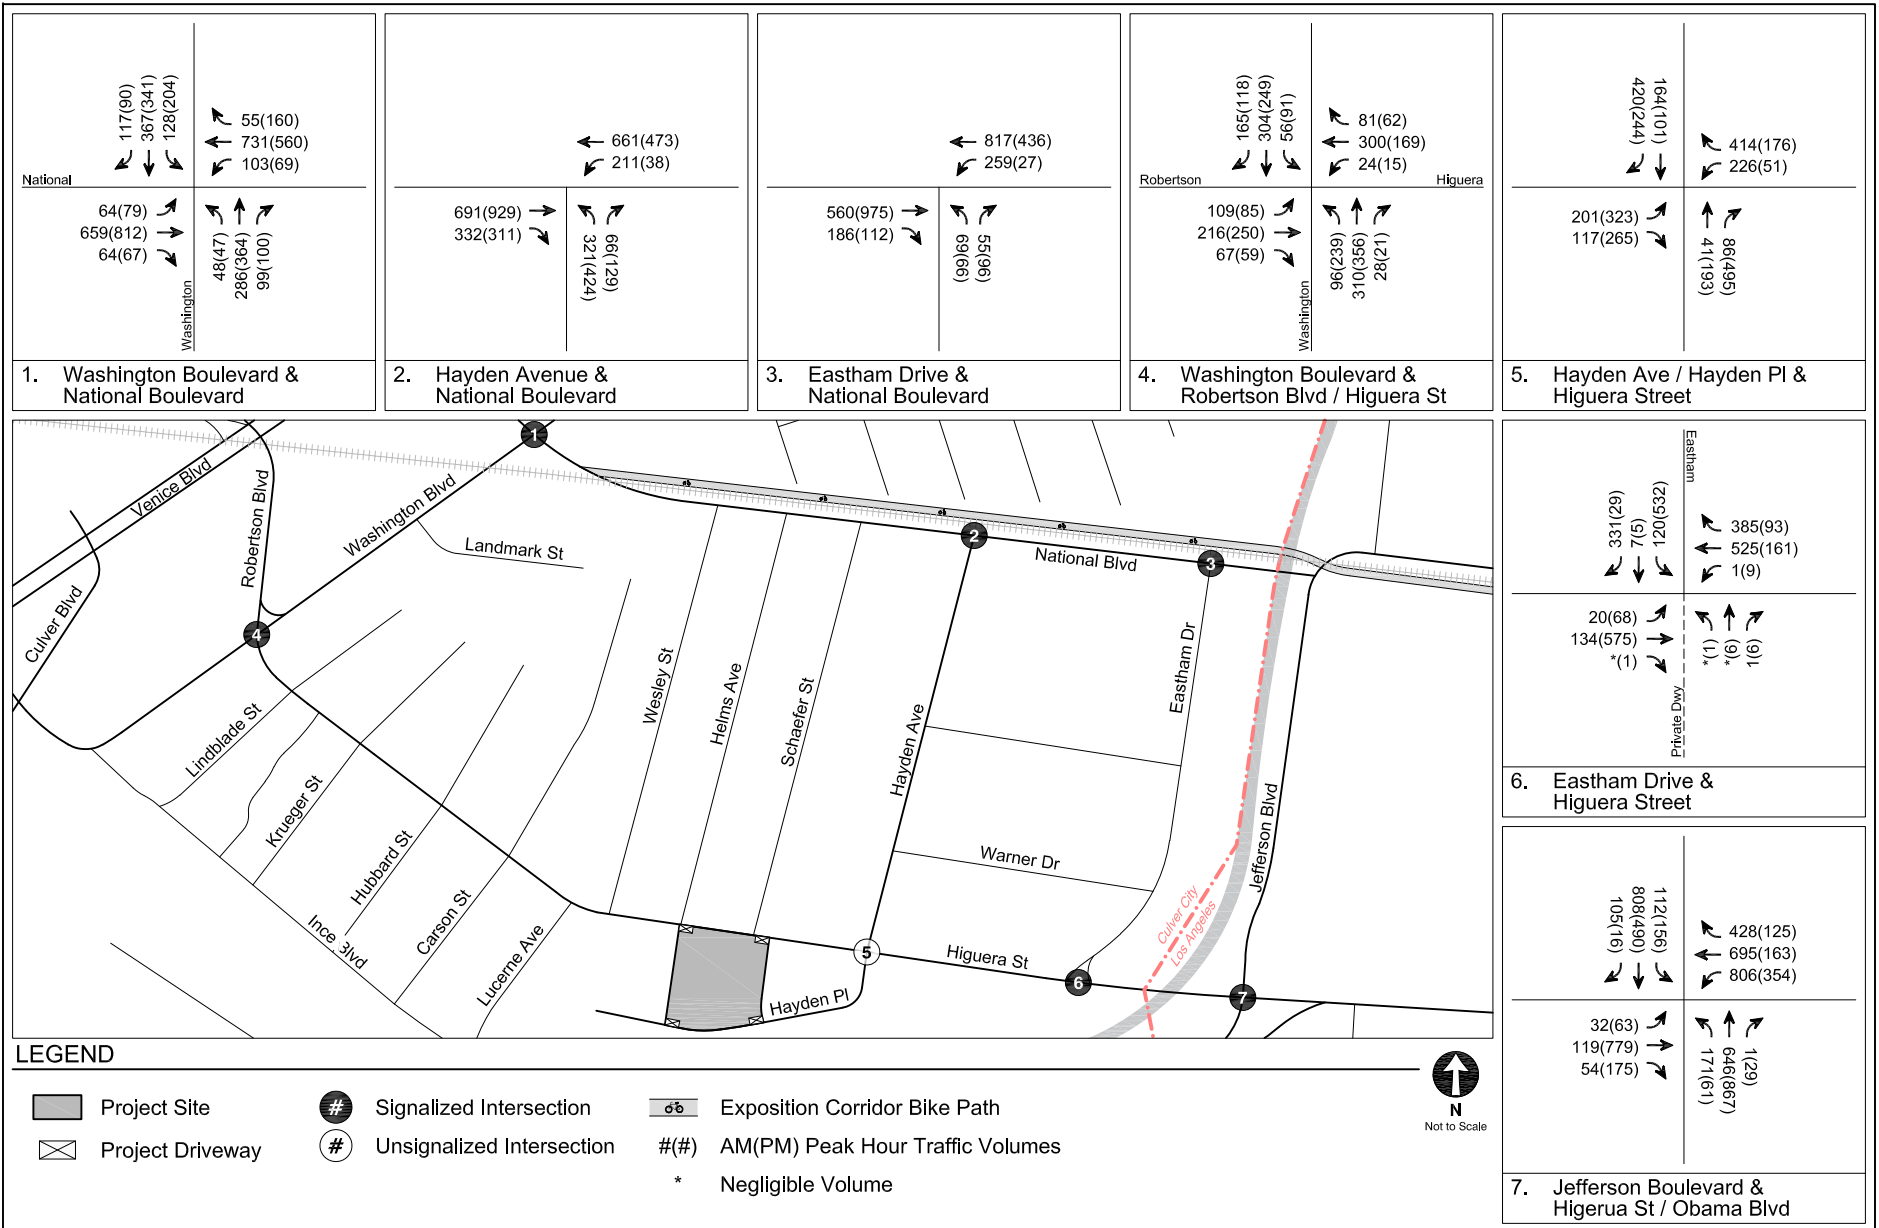 117(90)
367(341)
128(204)
55(160)
731(560)
103(69)
National
64(79)
659(812)
64(67)
48(47)
286(364)
99(100)
Washington
1. Washington Boulevard &
National Boulevard
661(473)
211(38)
691(929)
332(311)
321(424)
66(129)
2. Hayden Avenue &
National Boulevard
817(436)
259(27)
560(975)
186(112)
69(66)
55(96)
3. Eastham Drive &
National Boulevard
165(118)
304(249)
56(91)
81(62)
300(169)
24(15)
Robertson
Higuera
109(85)
216(250)
67(59)
96(239)
310(356)
28(21)
Washington
4. Washington Boulevard &
Robertson Blvd / Higuera St
420(244)
164(101)
414(176)
226(51)
201(323)
117(265)
41(193)
86(495)
5. Hayden Ave / Hayden Pl &
Higuera Street
Eastham
331(29)
7(5)
120(532)
385(93)
525(161)
1(9)
20(68)
134(575)
*(1)
*(1)
*(6)
1(6)
Private Dwy
6. Eastham Drive &
Higuera Street
105(16)
808(490)
112(156)
428(125)
695(163)
806(354)
32(63)
119(779)
54(175)
171(61)
646(867)
1(29)
7. Jefferson Boulevard &
Higerua St / Obama Blvd
1
2
3
4
5
6
7
Venice Blvd
Robertson Blvd
Washington Blvd
Landmark St
Culver Blvd
National Blvd
Lindblade St
Krueger St
Hubbard St
Carson St
Ince Blvd
Lucerne Ave
Wesley St
Helms Ave
Schaefer St
Hayden Ave
Eastham Dr
Warner Dr
Jefferson Blvd
Culver City
Los Angeles
Higuera St
Hayden Pl
LEGEND
Project Site
Project Driveway
# Signalized Intersection
# Unsignalized Intersection
Exposition Corridor Bike Path
#(#) AM(PM) Peak Hour Traffic Volumes
* Negligible Volume
N
Not to Scale